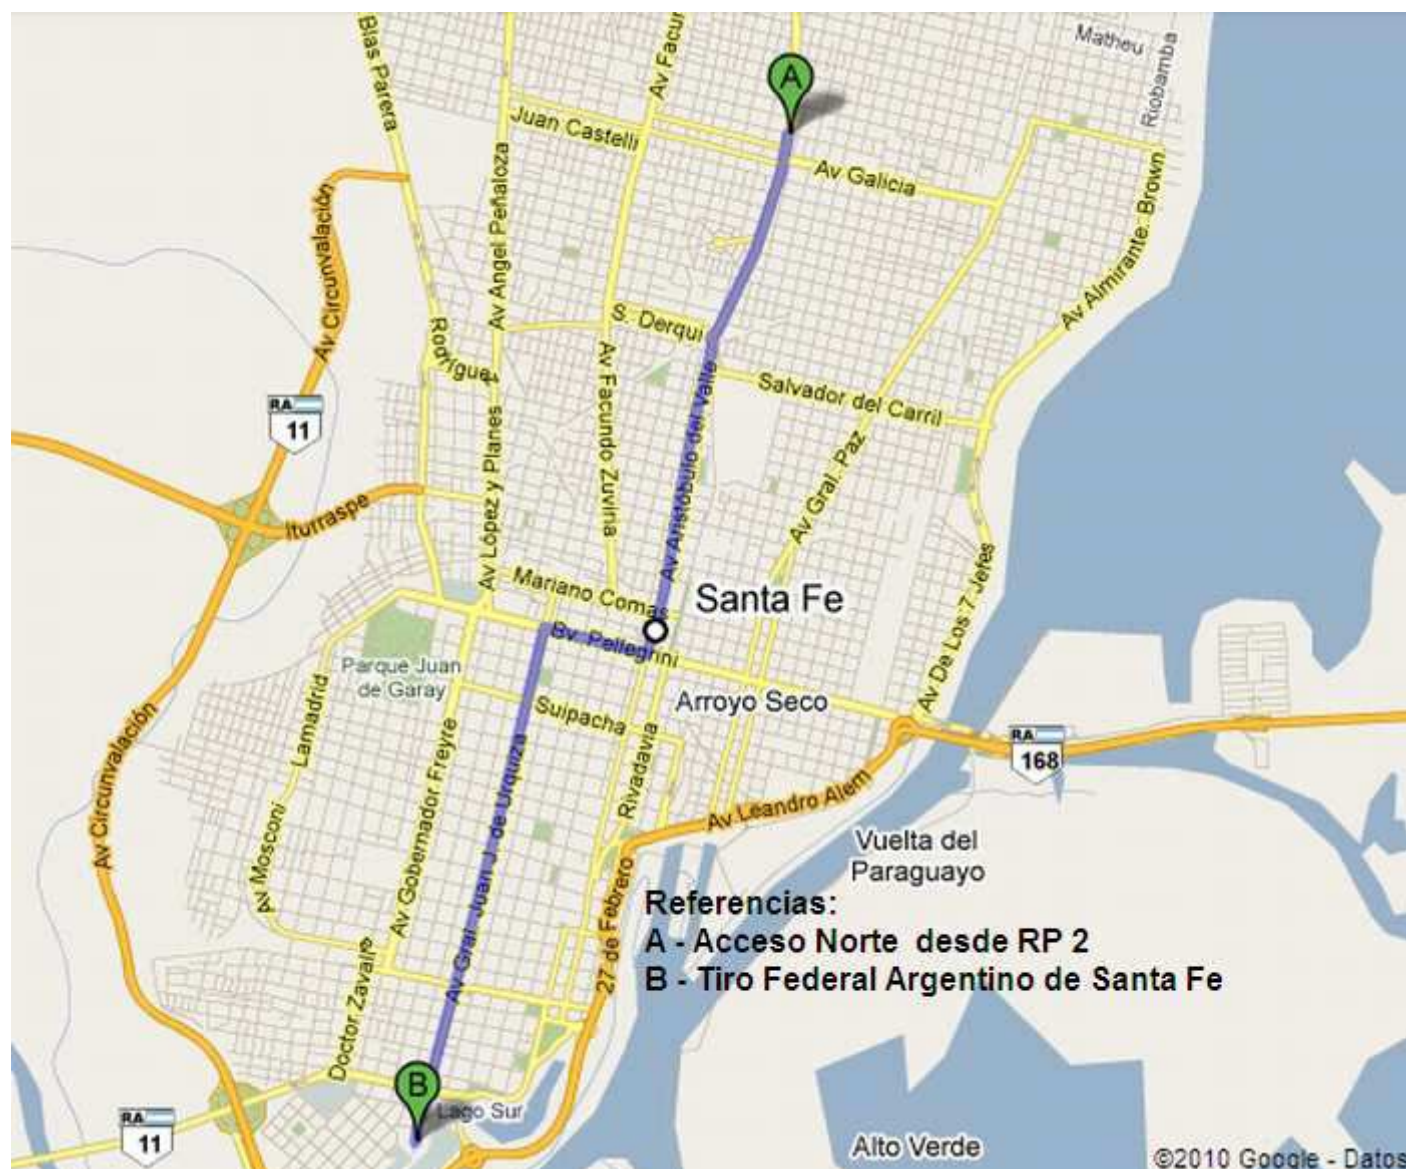 Blas Parera
Av Facun
Matheu
Riobamba
A
Juan Castelli
Av Galicia
Av Circunvalación
Av Angel Peñaloza
Av Almirante. Brown
S. Derqui
Rodríguez
Salvador del Carril
RA
11
Av Facundo Zuviria
Av Aristóbulo del Valle
Av López y Planes
Av Gral. Paz
Iturraspe
Mariano Comas
Santa Fe
Bv. Pellegrini
Av De Los 7 Jefes
Parque Juan
de Garay
Lamadrid
Suipacha
Arroyo Seco
RA
168
Av Circunvalación
Av Gobernador Freyre
Av Gral. Juan J. de Urquiza
Rivadavia
Av Leandro Alem
Av Mosconi
Vuelta del
Paraguayo
27 de Febrero
Referencias:
A - Acceso Norte desde RP 2
B - Tiro Federal Argentino de Santa Fe
Doctor Zavalla
B
Lago Sur
RA
11
Alto Verde
©2010 Google - Datos